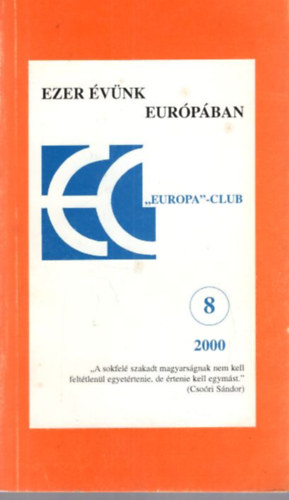 EZER ÉVÜNK
EURÓPÁBAN
EC
„EUROPA”-CLUB
8
2000
„A sokfelé szakadt magyarságnak nem kell
feltétlenül egyetértenie, de értenie kell egymást.”
(Csoóri Sándor)